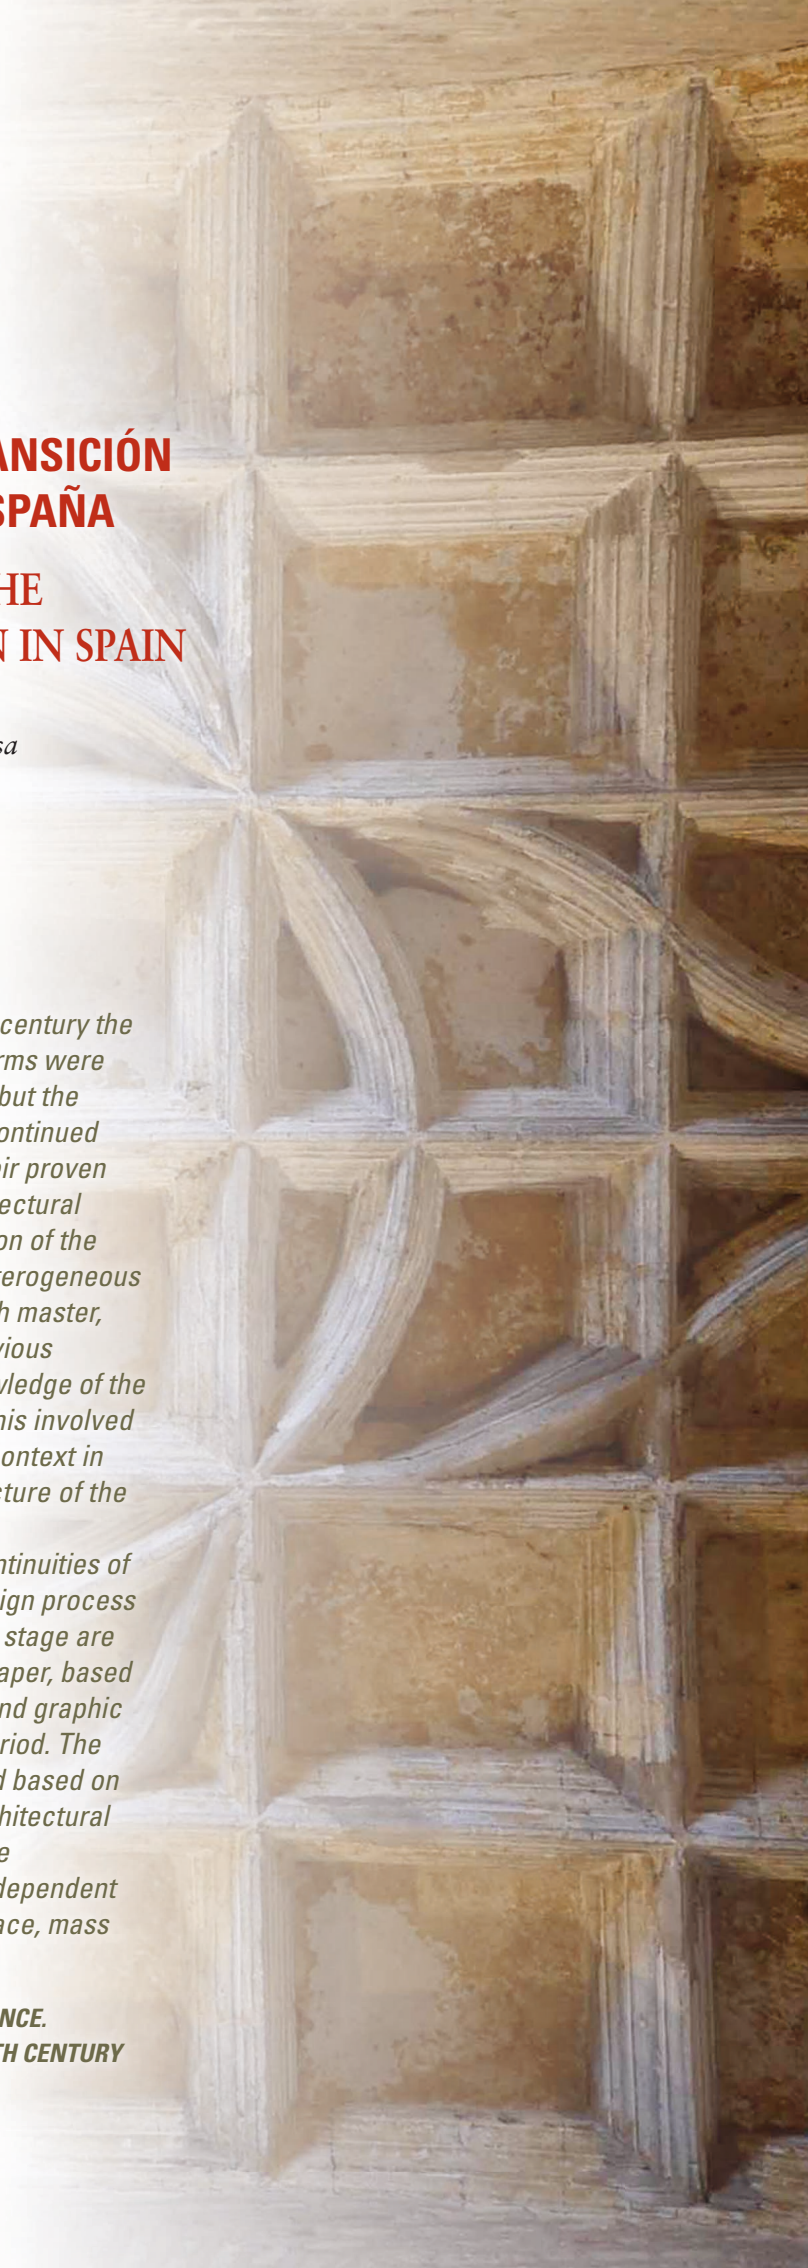 ANSICIÓN
SPAÑA
HE
N IN SPAIN
sa
century the
rms were
but the
ontinued
ir proven
ectural
on of the
terogeneous
h master,
vious
wledge of the
his involved
ontext in
cture of the
ntinuities of
ign process
stage are
aper, based
nd graphic
riod. The
d based on
hitectural
e
dependent
ace, mass
NCE.
TH CENTURY